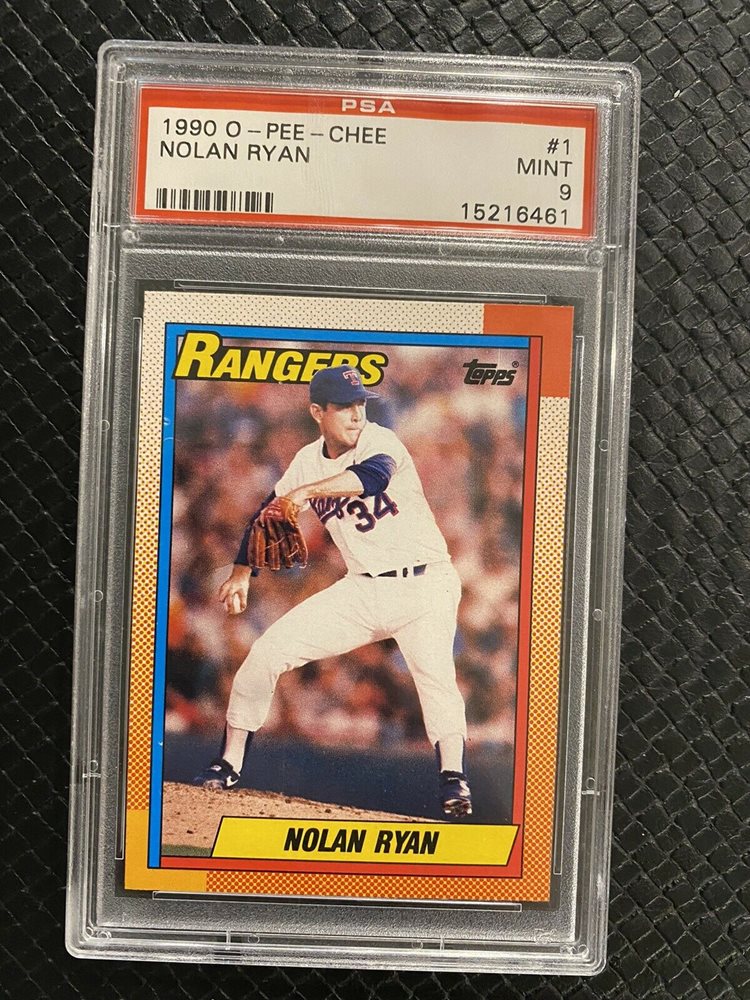 PSA
1990 O-PEE-CHEE #1
NOLAN RYAN MINT
9
15216461
RANGERS
topps®
34
NOLAN RYAN